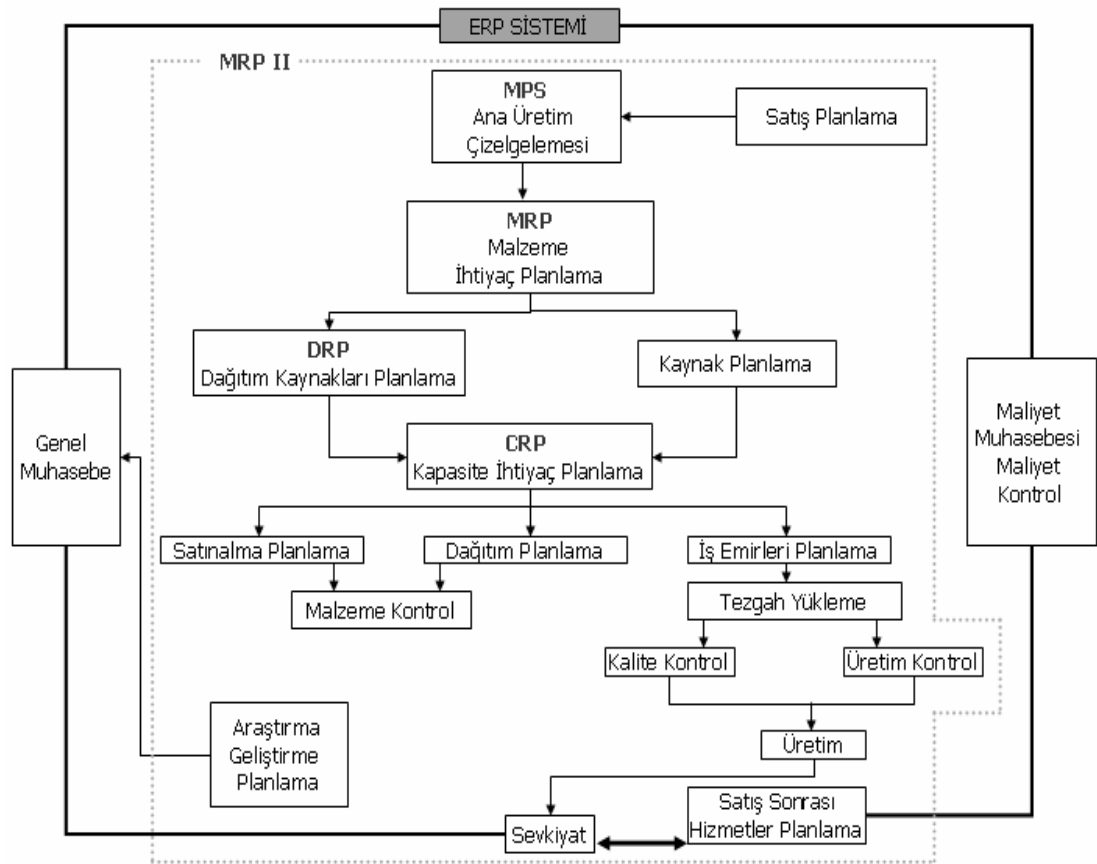 ERP SİSTEMİ
MRP II
MPS
Ana Üretim
Çizelgelemesi
Satış Planlama
MRP
Malzeme
İhtiyaç Planlama
DRP
Dağıtım Kaynakları Planlama
Kaynak Planlama
Genel
Muhasebe
Maliyet
Muhasebesi
Maliyet
Kontrol
CRP
Kapasite İhtiyaç Planlama
Satınalma Planlama
Dağıtım Planlama
İş Emirleri Planlama
Malzeme Kontrol
Tezgah Yükleme
Kalite Kontrol
Üretim Kontrol
Araştırma
Geliştirme
Planlama
Üretim
Sevkiyat
Satış Sonrası
Hizmetler Planlama